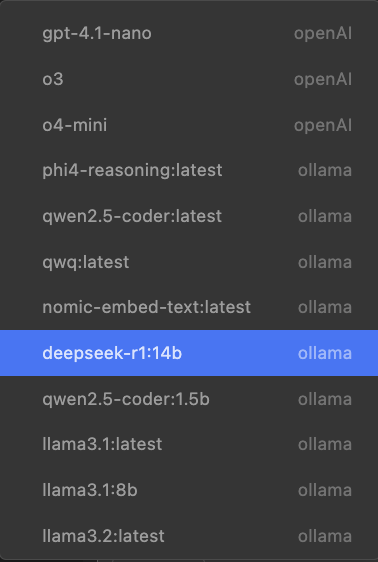 gpt-4.1-nano openAI
o3 openAI
o4-mini openAI
phi4-reasoning:latest ollama
qwen2.5-coder:latest ollama
qwq:latest ollama
nomic-embed-text:latest ollama
deepseek-r1:14b ollama
qwen2.5-coder:1.5b ollama
llama3.1:latest ollama
llama3.1:8b ollama
llama3.2:latest ollama